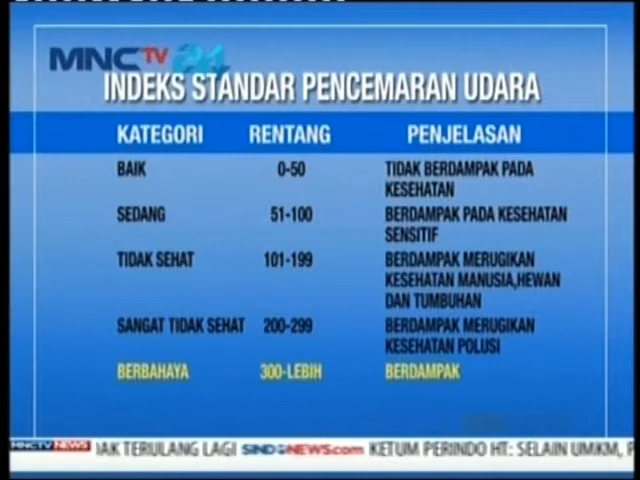 MNCTV 24
INDEKS STANDAR PENCEMARAN UDARA
KATEGORI RENTANG PENJELASAN
BAIK 0-50 TIDAK BERDAMPAK PADA
KESEHATAN
SEDANG 51-100 BERDAMPAK PADA KESEHATAN
SENSITIF
TIDAK SEHAT 101-199 BERDAMPAK MERUGIKAN
KESEHATAN MANUSIA,HEWAN
DAN TUMBUHAN
SANGAT TIDAK SEHAT 200-299 BERDAMPAK MERUGIKAN
KESEHATAN POLUSI
BERBAHAYA 300-LEBIH BERDAMPAK
MNCTV NEWS TERULANG LAGI SINDONEWS.com KETUM PERINDO HT: SELAIN UMKM,